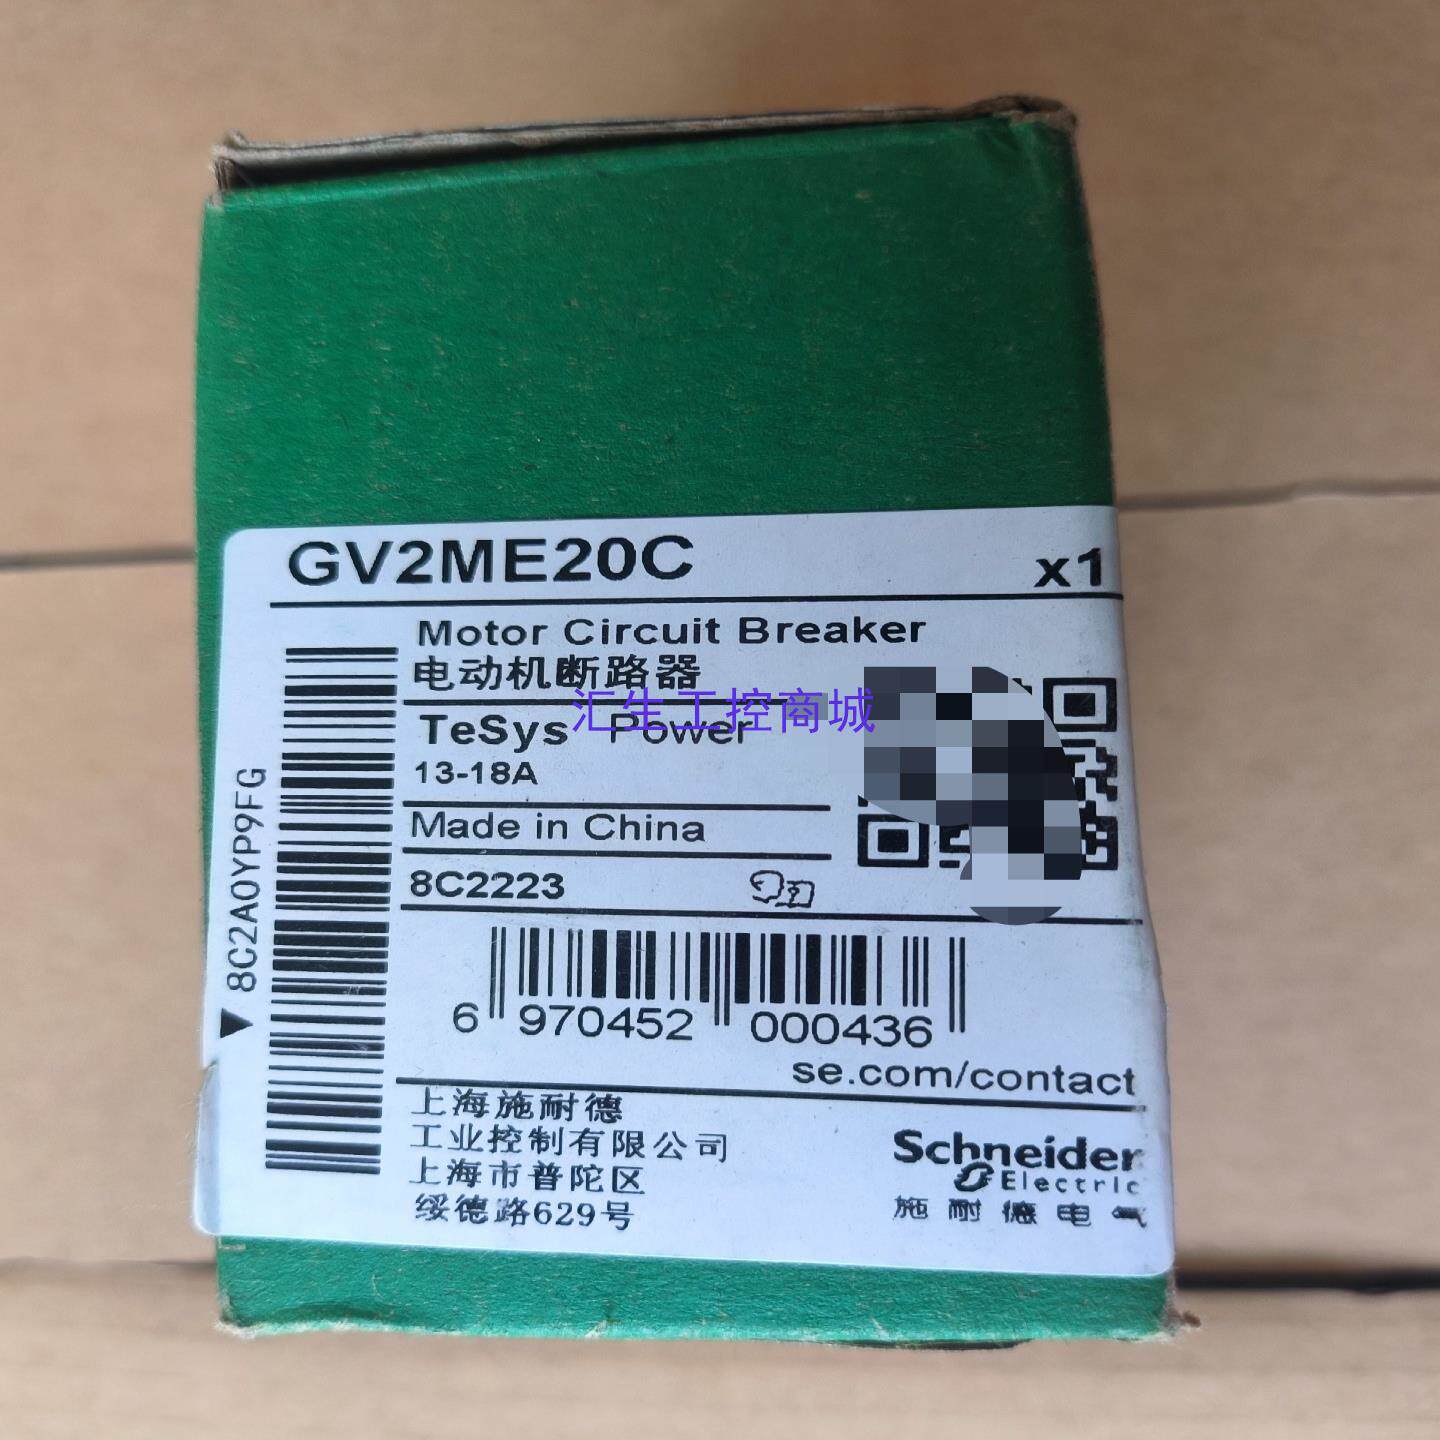 GV2ME20C
x1
Motor Circuit Breaker
电动机断路器
汇生工控商城
TeSys Power
13-18A
Made in China
8C2223
8C2A0YP9FG
6 970452 000436
se.com/contact
上海施耐德
工业控制有限公司
上海市普陀区
绥德路629号
Schneider
Electric
施耐德电气